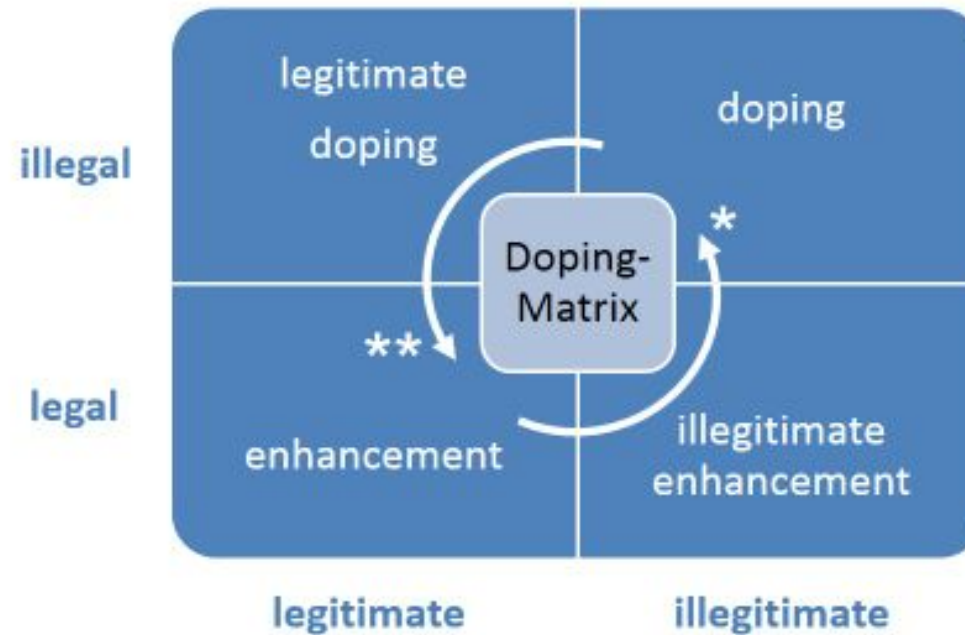 legitimate
doping
doping
illegal
*
Doping-
Matrix
**
legal
enhancement
illegitimate
enhancement
legitimate
illegitimate